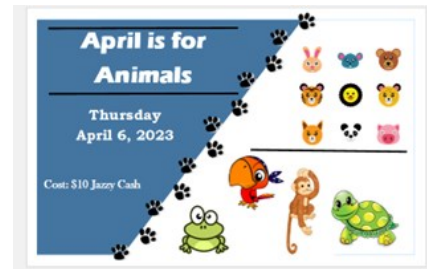 April is for
Animals
Thursday
April 6, 2023
Cost: $10 Jazzy Cash